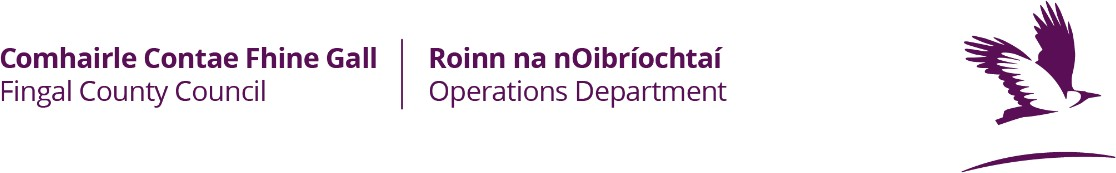 Comhairle Contae Fhine Gall
Fingal County Council
Roinn na nOibríochtaí
Operations Department